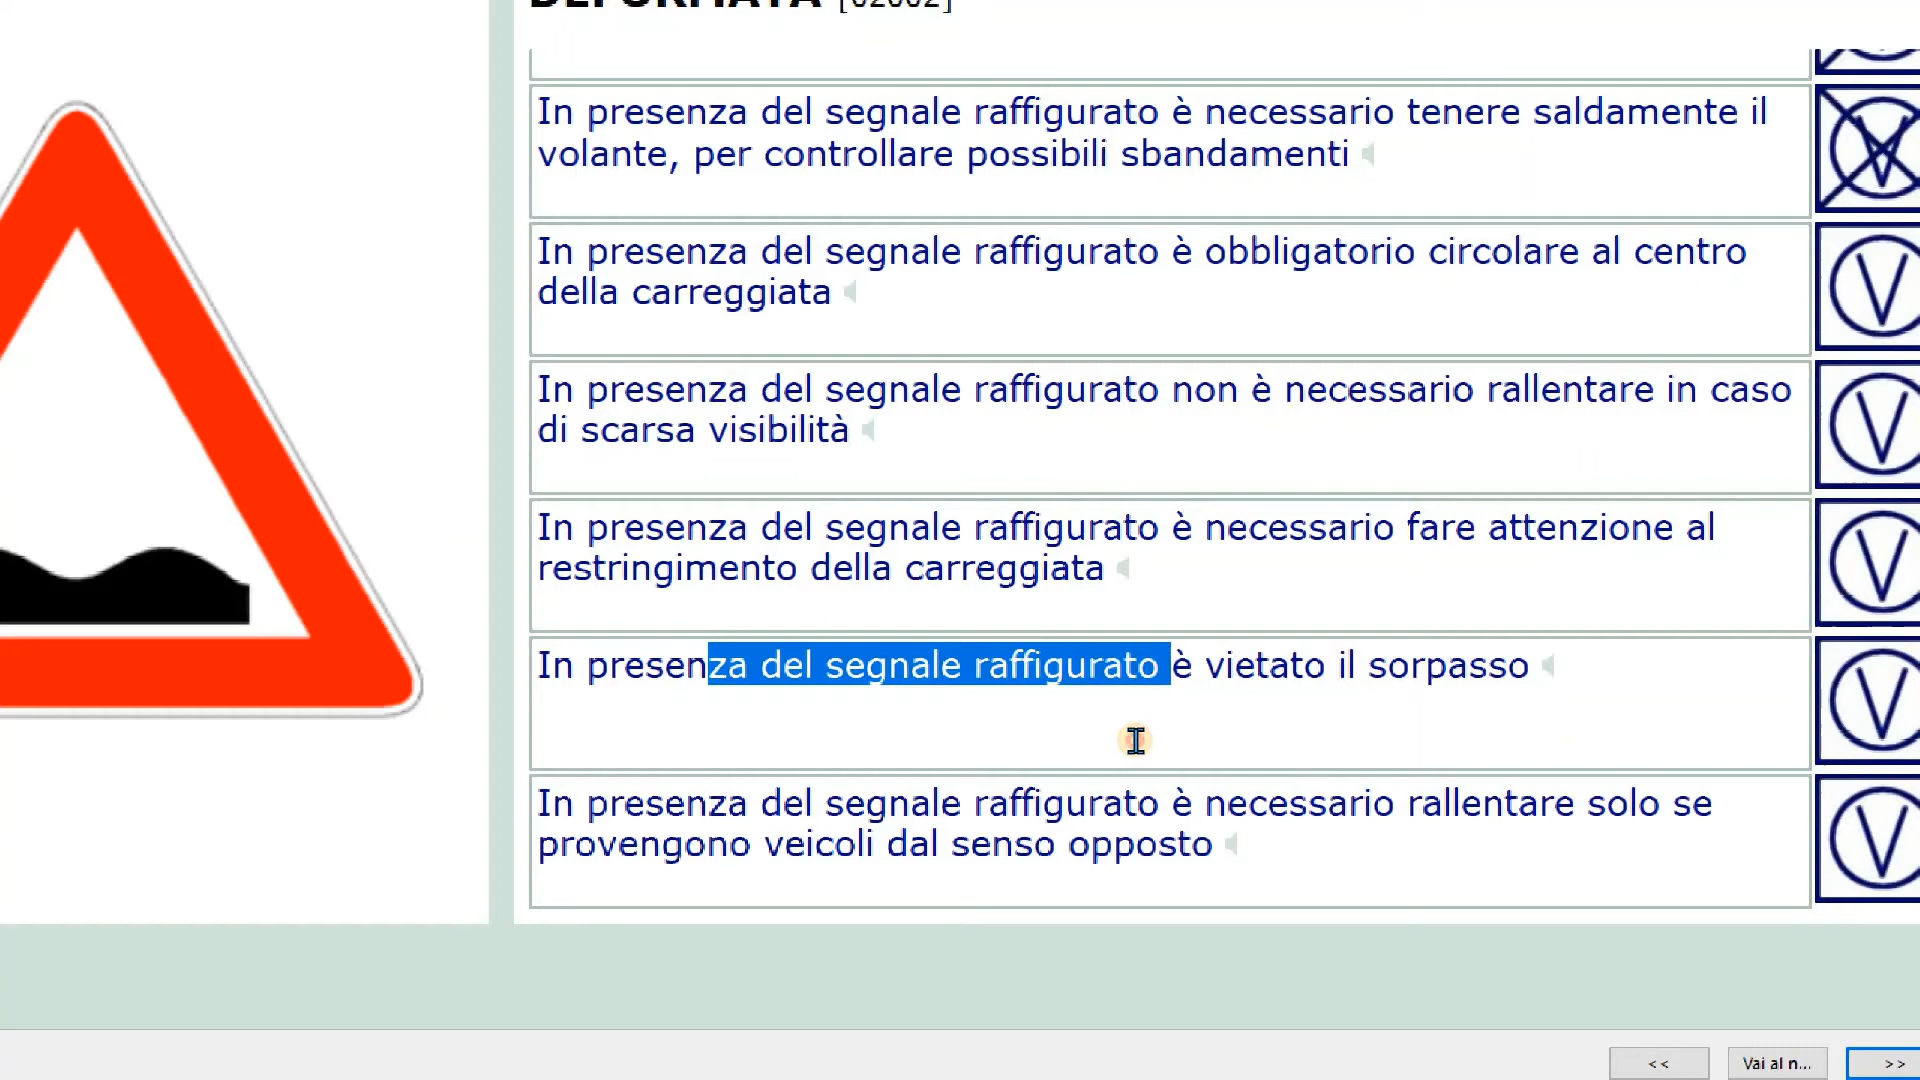 DEFORMATA [02002]
In presenza del segnale raffigurato è necessario tenere saldamente il
volante, per controllare possibili sbandamenti
V
In presenza del segnale raffigurato è obbligatorio circolare al centro
della carreggiata
V
In presenza del segnale raffigurato non è necessario rallentare in caso
di scarsa visibilità
V
In presenza del segnale raffigurato è necessario fare attenzione al
restringimento della carreggiata
V
In presenza del segnale raffigurato è vietato il sorpasso
V
In presenza del segnale raffigurato è necessario rallentare solo se
provengono veicoli dal senso opposto
V
<<
Vai al n...
>>